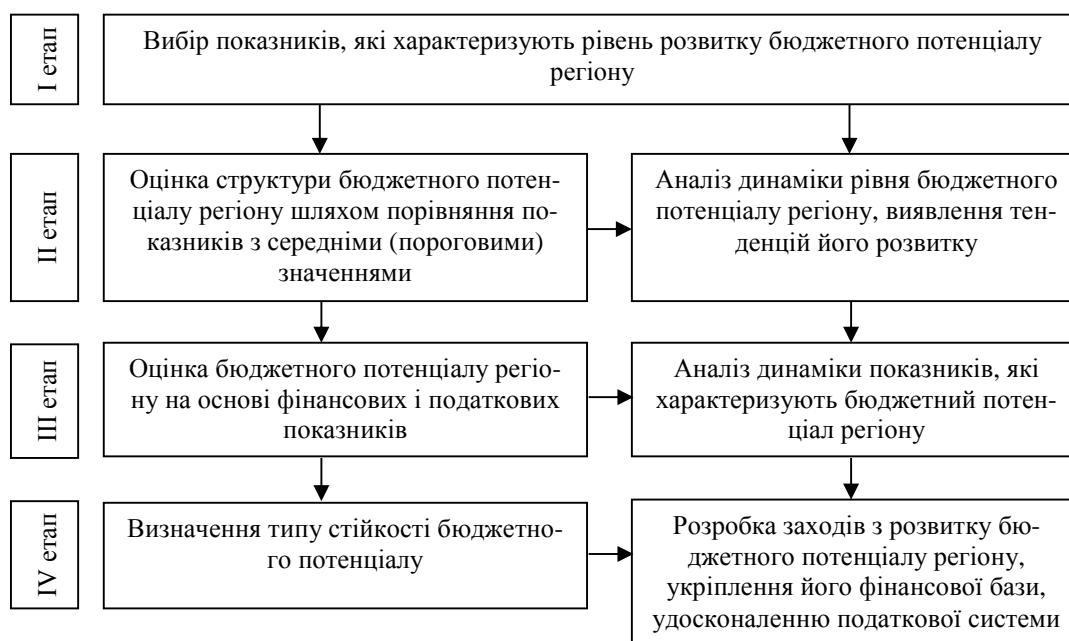 І етап
Вибір показників, які характеризують рівень розвитку бюджетного потенціалу
регіону
ІІ етап
Оцінка структури бюджетного потен-
ціалу регіону шляхом порівняння по-
казників з середніми (пороговими)
значеннями
Аналіз динаміки рівня бюджетного
потенціалу регіону, виявлення тен-
денцій його розвитку
ІІІ етап
Оцінка бюджетного потенціалу регіо-
ну на основі фінансових і податкових
показників
Аналіз динаміки показників, які
характеризують бюджетний потен-
ціал регіону
IV етап
Визначення типу стійкості бюджетно-
го потенціалу
Розробка заходів з розвитку бю-
джетного потенціалу регіону,
укріплення його фінансової бази,
удосконаленню податкової системи